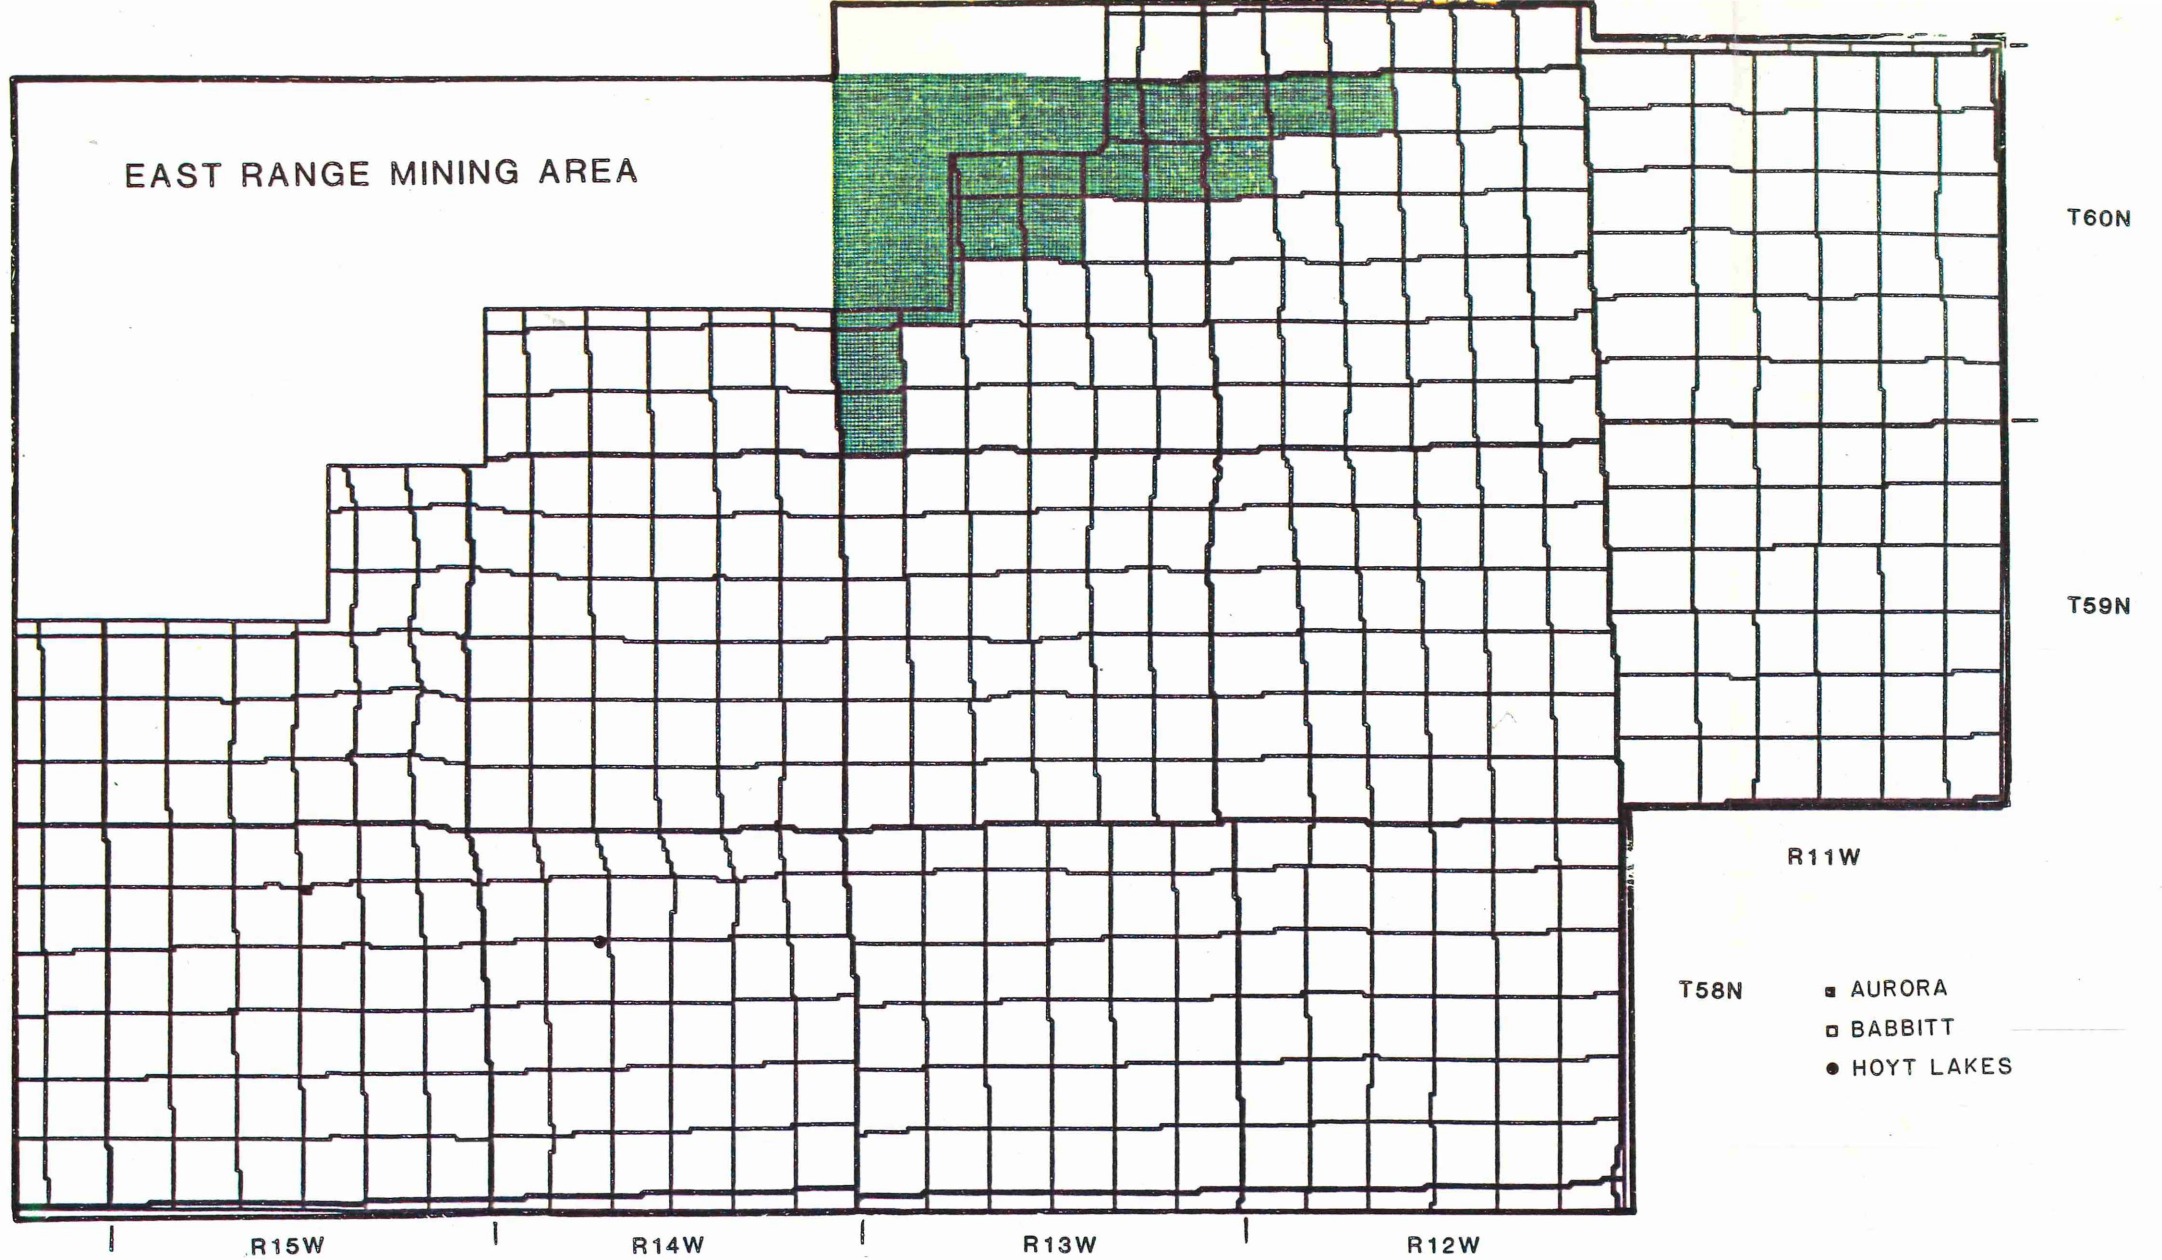 EAST RANGE MINING AREA
T60N
T59N
R11W
T58N
AURORA
BABBITT
HOYT LAKES
R15W
R14W
R13W
R12W